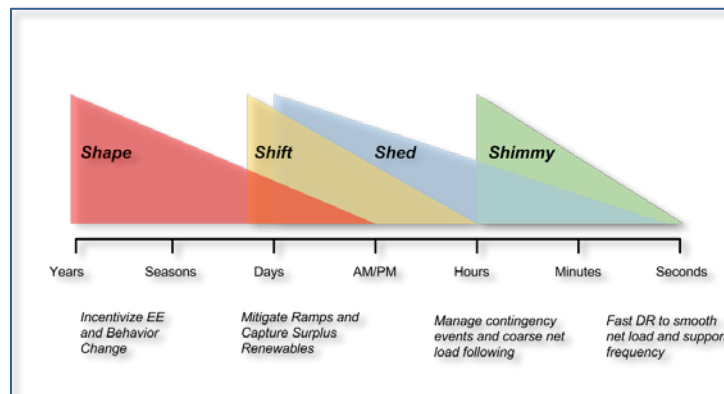 Shape Shift Shed Shimmy
Years Seasons Days AM/PM Hours Minutes Seconds
Incentivize EE
and Behavior
Change
Mitigate Ramps and
Capture Surplus
Renewables
Manage contingency
events and coarse net
load following
Fast DR to smooth
net load and support
frequency